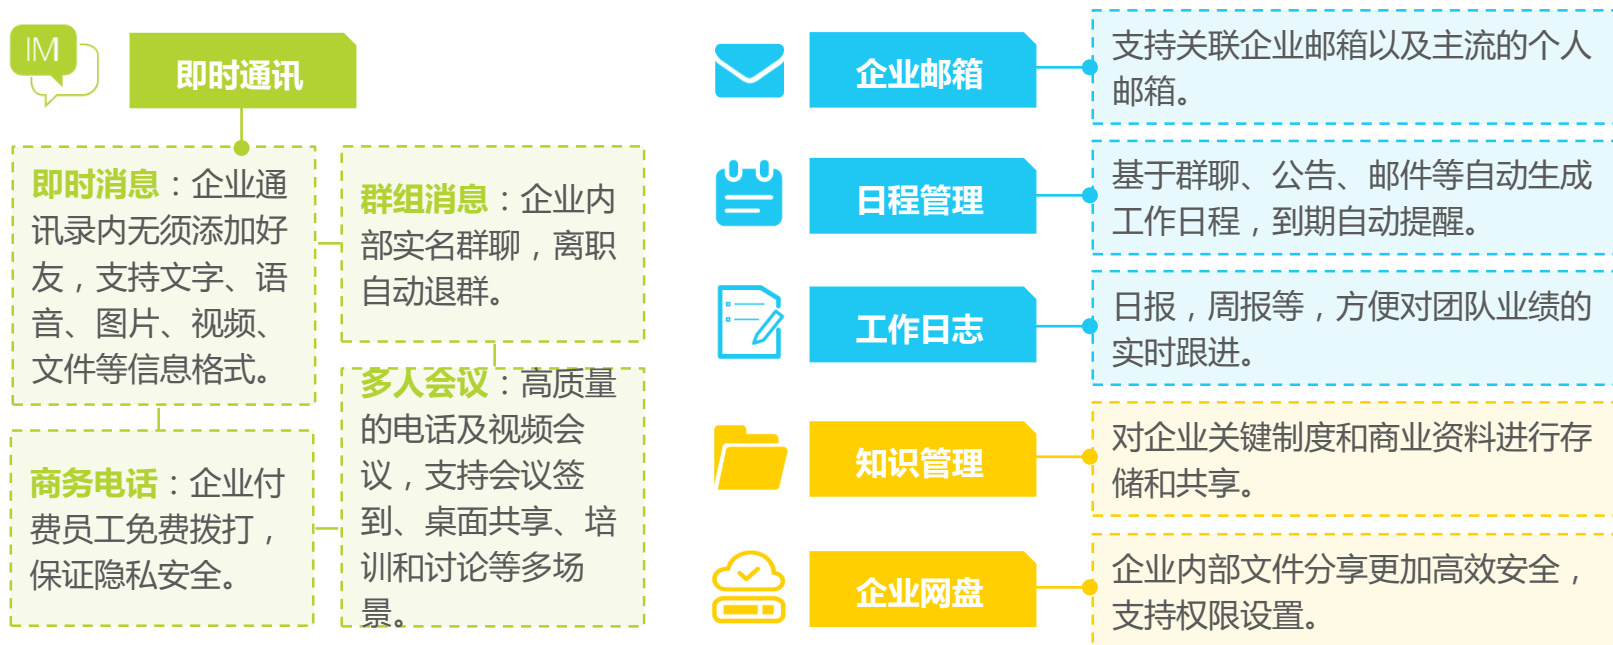 IM
即时通讯
即时消息：企业通
讯录内无须添加好
友，支持文字、语
音、图片、视频、
文件等信息格式。
群组消息：企业内
部实名群聊，离职
自动退群。
商务电话：企业付
费员工免费拨打，
保证隐私安全。
多人会议：高质量
的电话及视频会
议，支持会议签
到、桌面共享、培
训和讨论等多场
景。
企业邮箱
支持关联企业邮箱以及主流的个人
邮箱。
日程管理
基于群聊、公告、邮件等自动生成
工作日程，到期自动提醒。
工作日志
日报，周报等，方便对团队业绩的
实时跟进。
知识管理
对企业关键制度和商业资料进行存
储和共享。
企业网盘
企业内部文件分享更加高效安全，
支持权限设置。